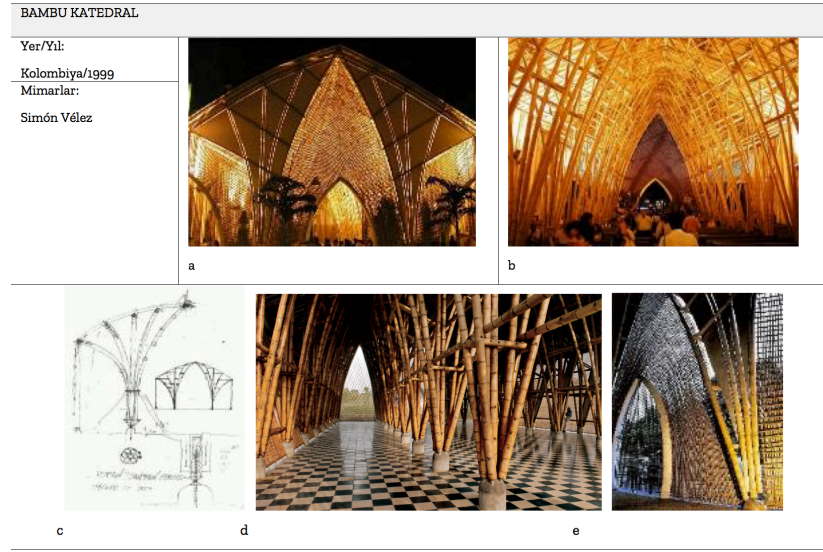 BAMBU KATEDRAL
Yer/Yıl:
Kolombiya/1999
Mimarlar:
Simón Vélez
a
b
c
d
e